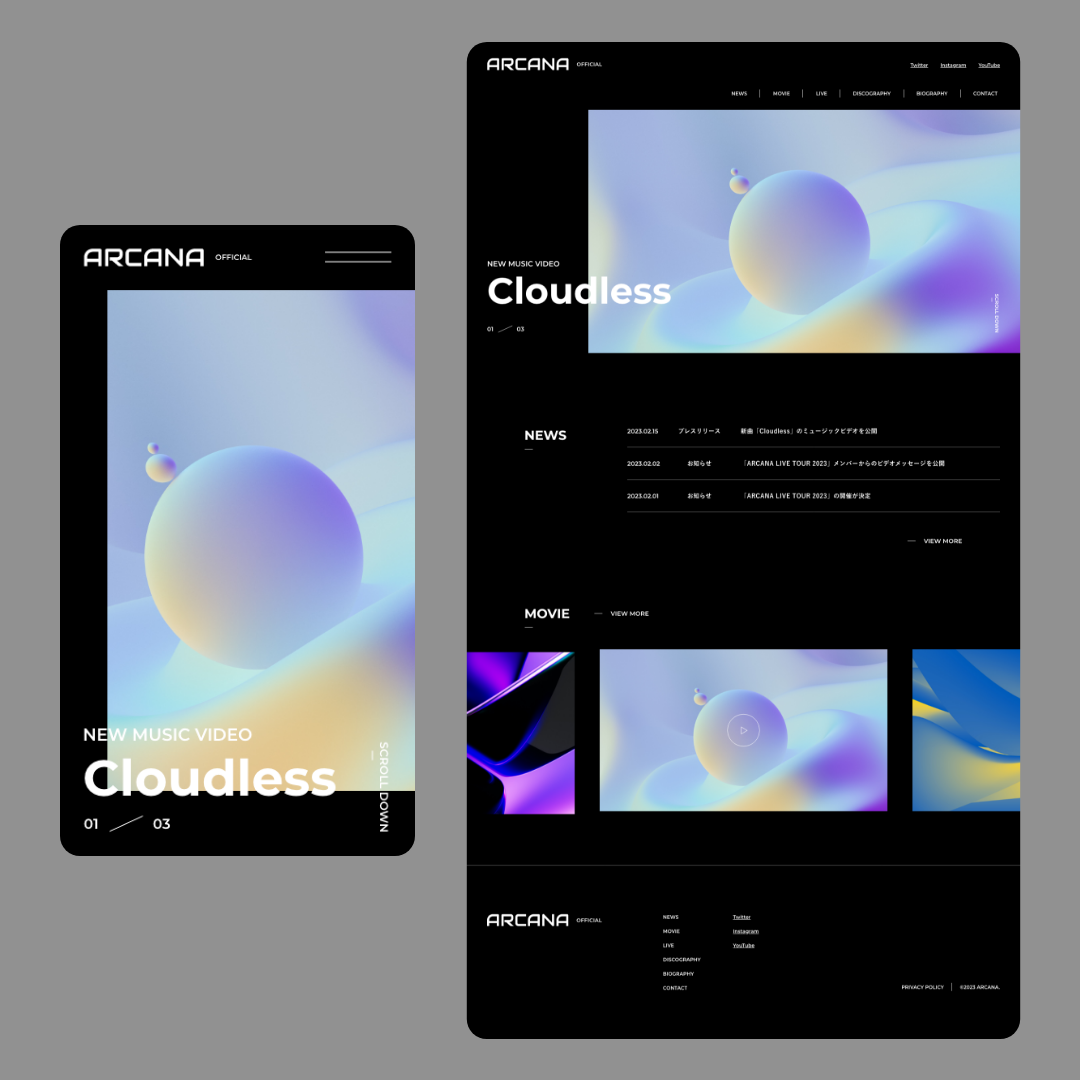 ARCANA OFFICIAL
NEW MUSIC VIDEO
Cloudless
01 03
SCROLL DOWN
ARCANA OFFICIAL
Twitter Instagram YouTube
NEWS MOVIE LIVE DISCOGRAPHY BIOGRAPHY CONTACT
NEW MUSIC VIDEO
Cloudless
01 03
SCROLL DOWN
NEWS
2023.02.15 プレスリリース 新曲「Cloudless」のミュージックビデオを公開
2023.02.02 お知らせ 「ARCANA LIVE TOUR 2023」メンバーからのビデオメッセージを公開
2023.02.01 お知らせ 「ARCANA LIVE TOUR 2023」の開催が決定
VIEW MORE
MOVIE VIEW MORE
ARCANA OFFICIAL
NEWS
MOVIE
LIVE
DISCOGRAPHY
BIOGRAPHY
CONTACT
Twitter
Instagram
YouTube
PRIVACY POLICY ©2023 ARCANA.